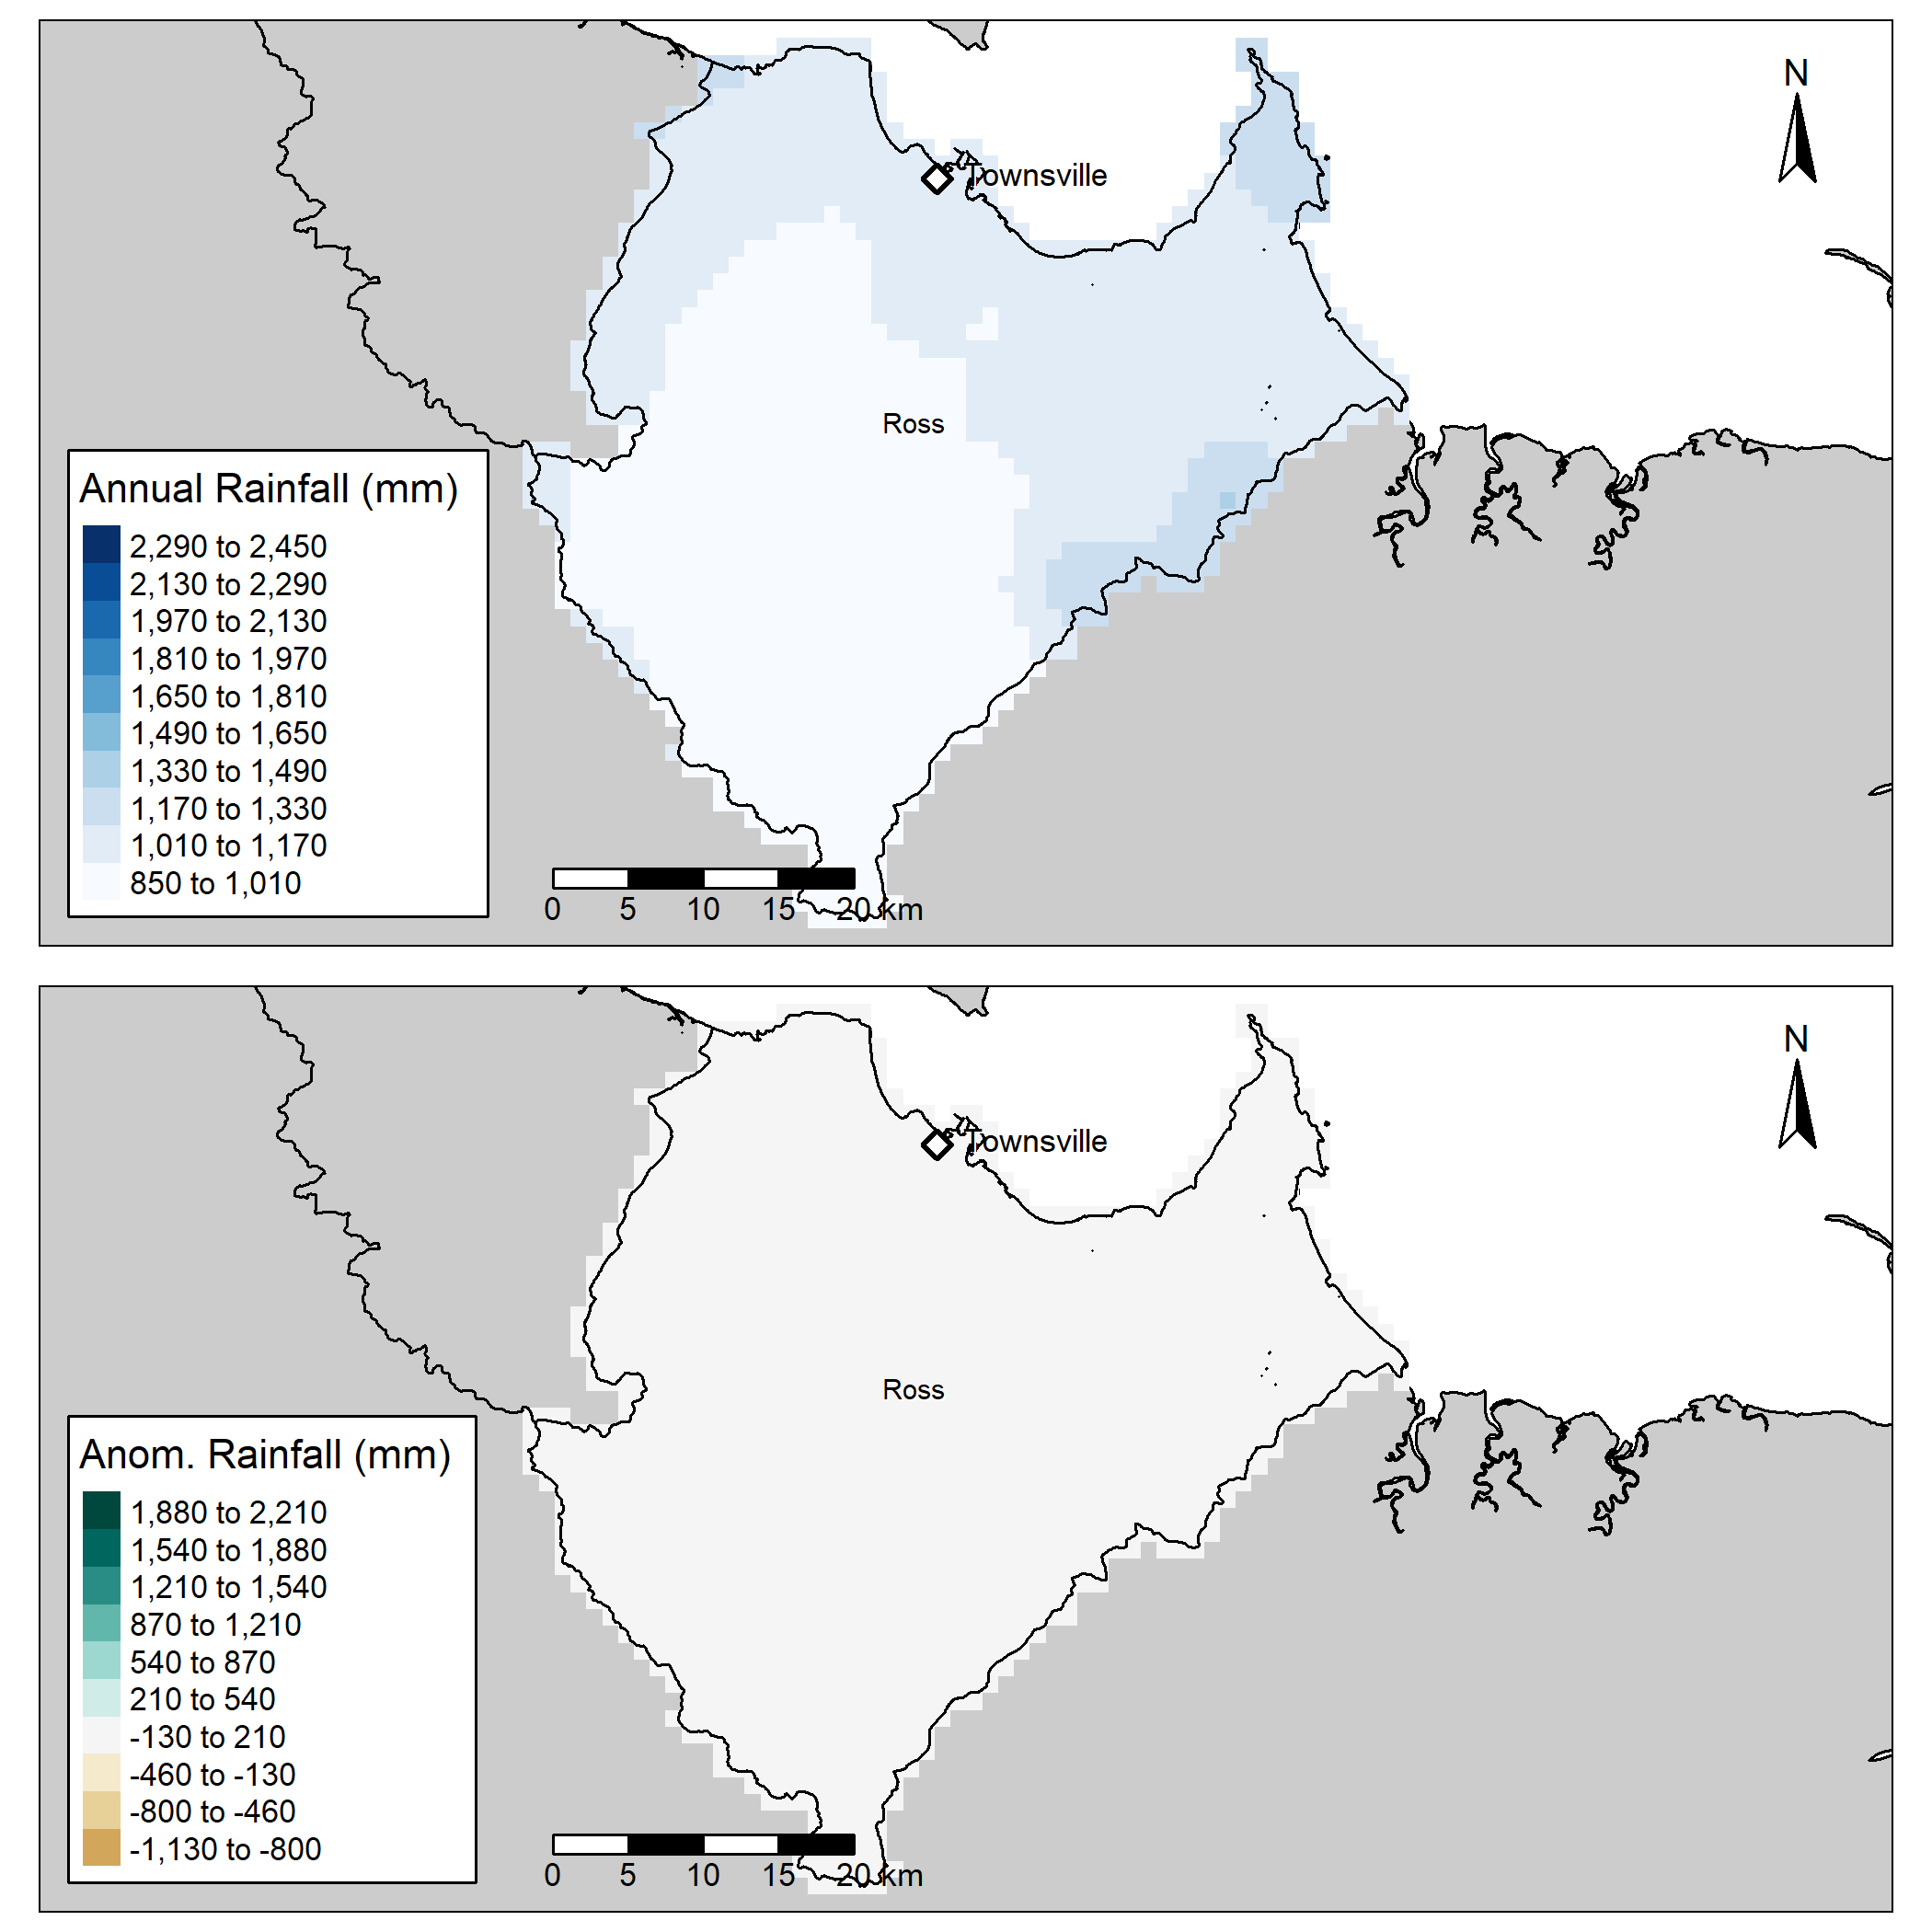 N
Townsville
Ross
Annual Rainfall (mm)
2,290 to 2,450
2,130 to 2,290
1,970 to 2,130
1,810 to 1,970
1,650 to 1,810
1,490 to 1,650
1,330 to 1,490
1,170 to 1,330
1,010 to 1,170
850 to 1,010
0 5 10 15 20 km
N
Townsville
Ross
Anom. Rainfall (mm)
1,880 to 2,210
1,540 to 1,880
1,210 to 1,540
870 to 1,210
540 to 870
210 to 540
-130 to 210
-460 to -130
-800 to -460
-1,130 to -800
0 5 10 15 20 km